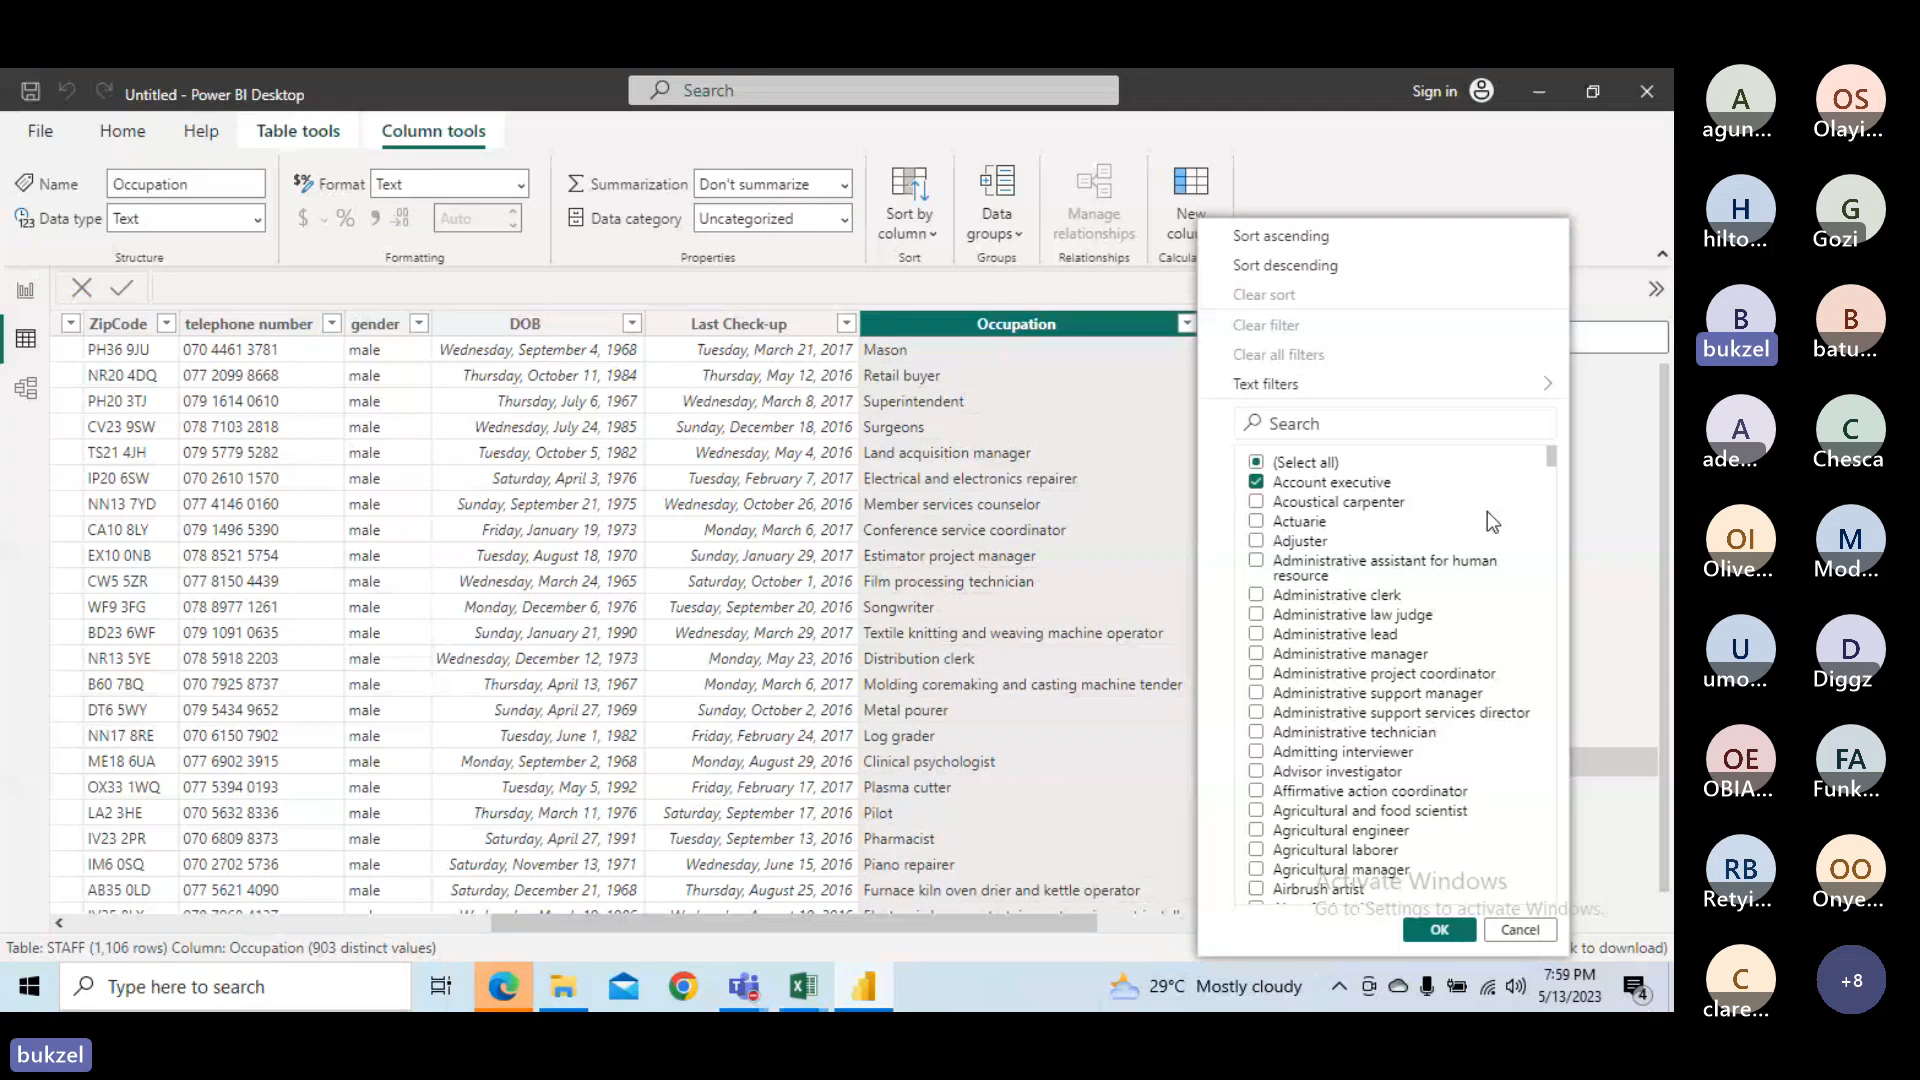 Untitled - Power BI Desktop
Search
Sign in
File
Home
Help
Table tools
Column tools
Name
Occupation
Format
Text
Summarization
Don't summarize
Data type
Text
$
%
Auto
Data category
Uncategorized
Sort by
column
Data
groups
Manage
relationships
New
colu
Structure
Formatting
Properties
Sort
Groups
Relationships
Calcula
ZipCode telephone number gender DOB Last Check-up Occupation
PH36 9JU 070 4461 3781 male Wednesday, September 4, 1968 Tuesday, March 21, 2017 Mason
NR20 4DQ 077 2099 8668 male Thursday, October 11, 1984 Thursday, May 12, 2016 Retail buyer
PH20 3TJ 079 1614 0610 male Thursday, July 6, 1967 Wednesday, March 8, 2017 Superintendent
CV23 9SW 078 7103 2818 male Wednesday, July 24, 1985 Sunday, December 18, 2016 Surgeons
TS21 4JH 079 5779 5282 male Tuesday, October 5, 1982 Wednesday, May 4, 2016 Land acquisition manager
IP20 6SW 070 2610 1570 male Saturday, April 3, 1976 Tuesday, February 7, 2017 Electrical and electronics repairer
NN13 7YD 077 4146 0160 male Sunday, September 21, 1975 Wednesday, October 26, 2016 Member services counselor
CA10 8LY 079 1496 5390 male Friday, January 19, 1973 Monday, March 6, 2017 Conference service coordinator
EX10 0NB 078 8521 5754 male Tuesday, August 18, 1970 Sunday, January 29, 2017 Estimator project manager
CW5 5ZR 077 8150 4439 male Wednesday, March 24, 1965 Saturday, October 1, 2016 Film processing technician
WF9 3FG 078 8977 1261 male Monday, December 6, 1976 Tuesday, September 20, 2016 Songwriter
BD23 6WF 079 1091 0635 male Sunday, January 21, 1990 Wednesday, March 29, 2017 Textile knitting and weaving machine operator
NR13 5YE 078 5918 2203 male Wednesday, December 12, 1973 Monday, May 23, 2016 Distribution clerk
B60 7BQ 070 7925 8737 male Thursday, April 13, 1967 Monday, March 6, 2017 Molding coremaking and casting machine tender
DT6 5WY 079 5434 9652 male Sunday, April 27, 1969 Sunday, October 2, 2016 Metal pourer
NN17 8RE 070 6150 7902 male Tuesday, June 1, 1982 Friday, February 24, 2017 Log grader
ME18 6UA 077 6902 3915 male Monday, September 2, 1968 Monday, August 29, 2016 Clinical psychologist
OX33 1WQ 077 5394 0193 male Tuesday, May 5, 1992 Friday, February 17, 2017 Plasma cutter
LA2 3HE 070 5632 8336 male Thursday, March 11, 1976 Saturday, September 17, 2016 Pilot
IV23 2PR 070 6809 8373 male Saturday, April 27, 1991 Tuesday, September 13, 2016 Pharmacist
IM6 0SQ 070 2702 5736 male Saturday, November 13, 1971 Wednesday, June 15, 2016 Piano repairer
AB35 0LD 077 5621 4090 male Saturday, December 21, 1968 Thursday, August 25, 2016 Furnace kiln oven drier and kettle operator
Sort ascending
Sort descending
Clear sort
Clear filter
Clear all filters
Text filters
Search
(Select all)
Account executive
Acoustical carpenter
Actuarie
Adjuster
Administrative assistant for human
resource
Administrative clerk
Administrative law judge
Administrative lead
Administrative manager
Administrative project coordinator
Administrative support manager
Administrative support services director
Administrative technician
Admitting interviewer
Advisor investigator
Affirmative action coordinator
Agricultural and food scientist
Agricultural engineer
Agricultural laborer
Agricultural manager
Airbrush artist
Activate Windows
Go to Settings to activate Windows.
OK
Cancel
Table: STAFF (1,106 rows) Column: Occupation (903 distinct values)
k to download)
Type here to search
29°C Mostly cloudy
7:59 PM
5/13/2023
4
A
agun...
OS
Olayi...
H
hilto...
G
Gozi
B
bukzel
B
batu...
A
ade...
C
Chesca
OI
Olive...
M
Mod...
U
umo...
D
Diggz
OE
OBIA...
FA
Funk...
RB
Retyi...
OO
Onye...
C
clare...
+8
bukzel